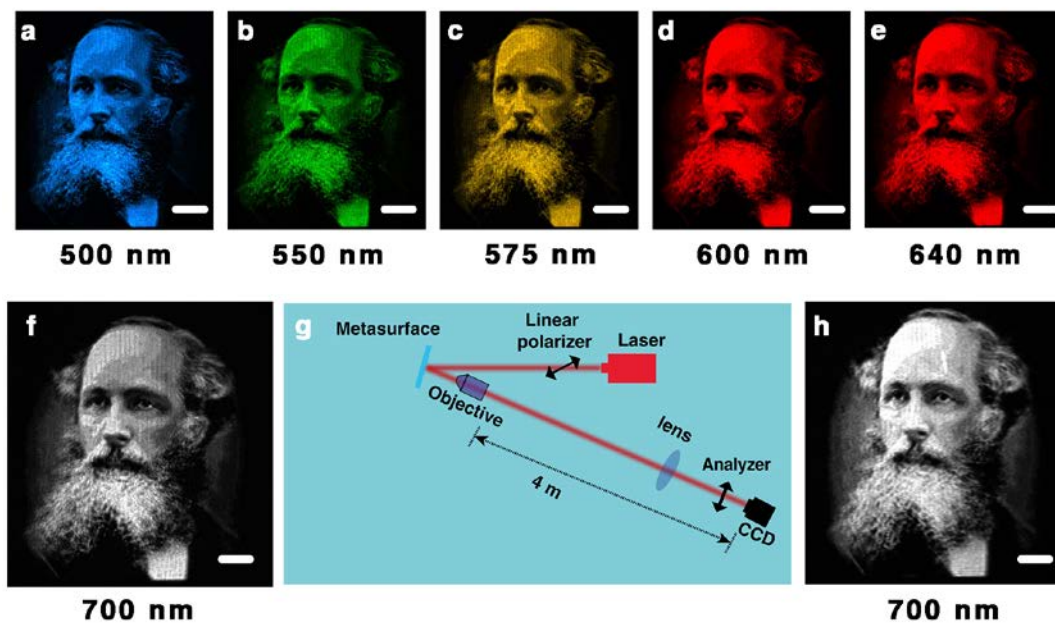 a
b
c
d
e
500 nm
550 nm
575 nm
600 nm
640 nm
f
g
h
Metasurface
Linear
polarizer
Laser
Objective
lens
Analyzer
4 m
CCD
700 nm
700 nm